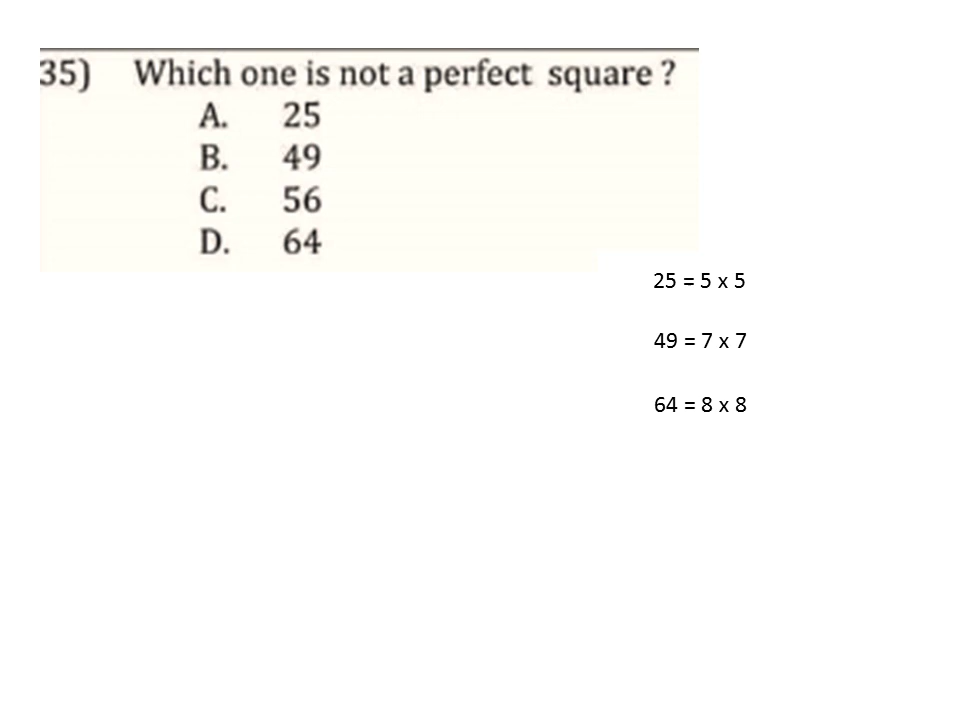 35) Which one is not a perfect square ?
A. 25
B. 49
C. 56
D. 64
25 = 5 x 5
49 = 7 x 7
64 = 8 x 8